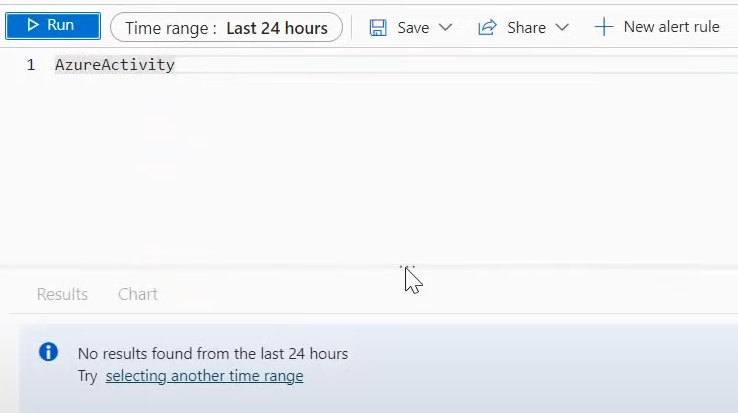 Run Time range : Last 24 hours Save Share New alert rule
1 AzureActivity
Results Chart
No results found from the last 24 hours
Try selecting another time range